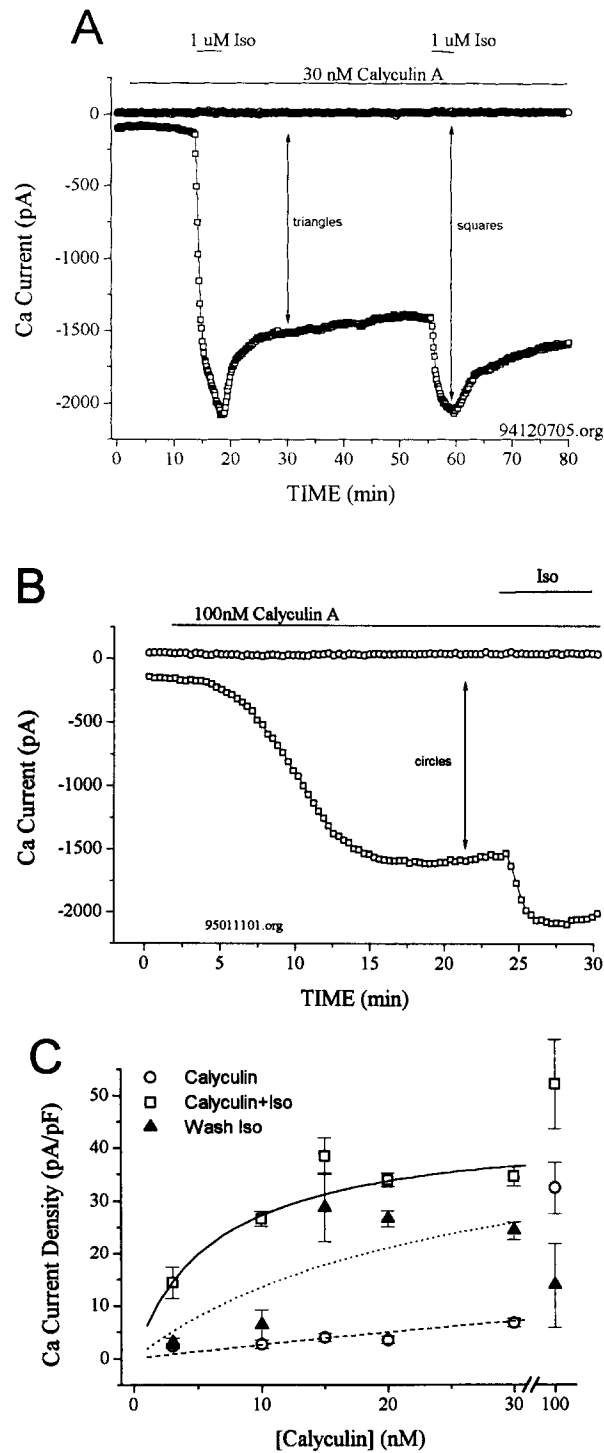 A
1 uM Iso
1 uM Iso
30 nM Calyculin A
0
-500
-1000
-1500
-2000
Ca Current (pA)
triangles
squares
94120705.org
0 10 20 30 40 50 60 70 80
TIME (min)
B
Iso
100nM Calyculin A
0
-500
-1000
-1500
-2000
Ca Current (pA)
circles
95011101.org
0 5 10 15 20 25 30
TIME (min)
C
Calyculin
Calyculin+Iso
Wash Iso
50
40
30
20
10
0
Ca Current Density (pA/pF)
0 10 20 30 100
[Calyculin] (nM)